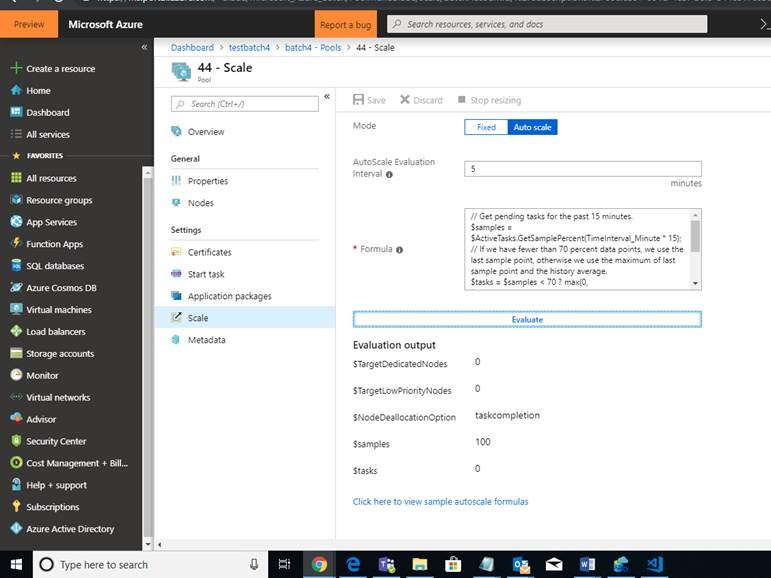 Preview
Microsoft Azure
Report a bug
Search resources, services, and docs
Dashboard > testbatch4 > batch4 - Pools > 44 - Scale
Create a resource
Home
Dashboard
All services
FAVORITES
All resources
Resource groups
App Services
Function Apps
SQL databases
Azure Cosmos DB
Virtual machines
Load balancers
Storage accounts
Monitor
Virtual networks
Advisor
Security Center
Cost Management + Bill...
Help + support
Subscriptions
Azure Active Directory
44 - Scale
Pool
Search (Ctrl+/)
Overview
General
Properties
Nodes
Settings
Certificates
Start task
Application packages
Scale
Metadata
Save Discard Stop resizing
Mode
Fixed Auto scale
AutoScale Evaluation
Interval
5
minutes
* Formula
// Get pending tasks for the past 15 minutes.
$samples =
$ActiveTasks.GetSamplePercent(TimeInterval_Minute * 15);
// If we have fewer than 70 percent data points, we use the
last sample point, otherwise we use the maximum of last
sample point and the history average.
$tasks = $samples < 70 ? max(0,
Evaluate
Evaluation output
$TargetDedicatedNodes 0
$TargetLowPriorityNodes 0
$NodeDeallocationOption taskcompletion
$samples 100
$tasks 0
Click here to view sample autoscale formulas
Type here to search